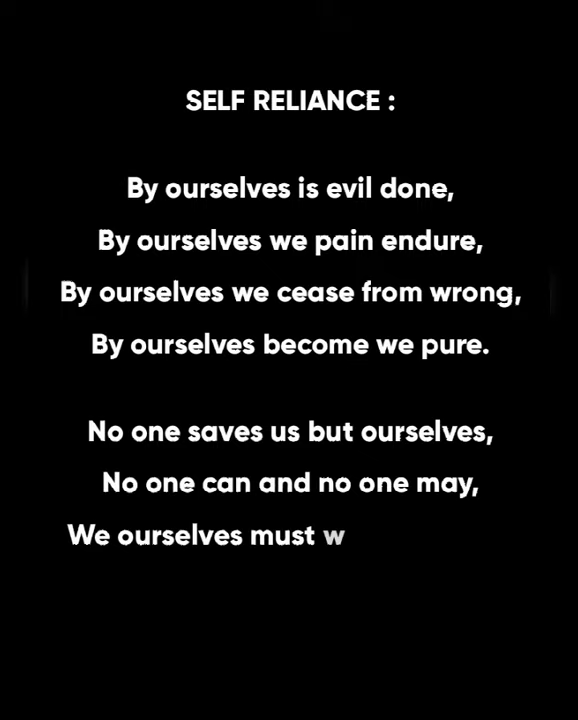 SELF RELIANCE :
By ourselves is evil done,
By ourselves we pain endure,
By ourselves we cease from wrong,
By ourselves become we pure.
No one saves us but ourselves,
No one can and no one may,
We ourselves must w